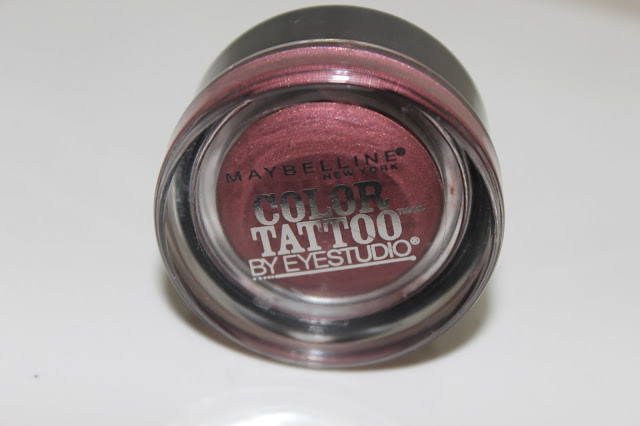 MAYBELLINE®
NEW YORK
COLOR
TATTOO
BY EYESTUDIO®